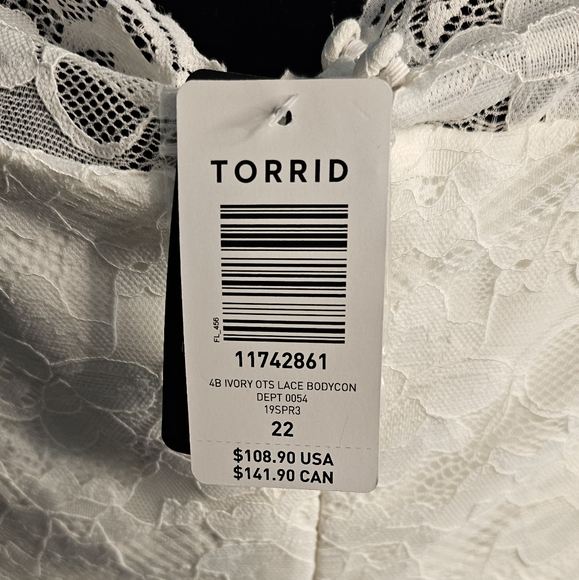 TORRID
FL_456
11742861
4B IVORY OTS LACE BODYCON
DEPT 0054
19SPR3
22
$108.90 USA
$141.90 CAN